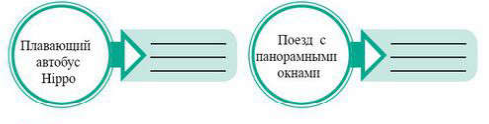 Плавающий
автобус
Hippo
Поезд с
панорамными
окнами